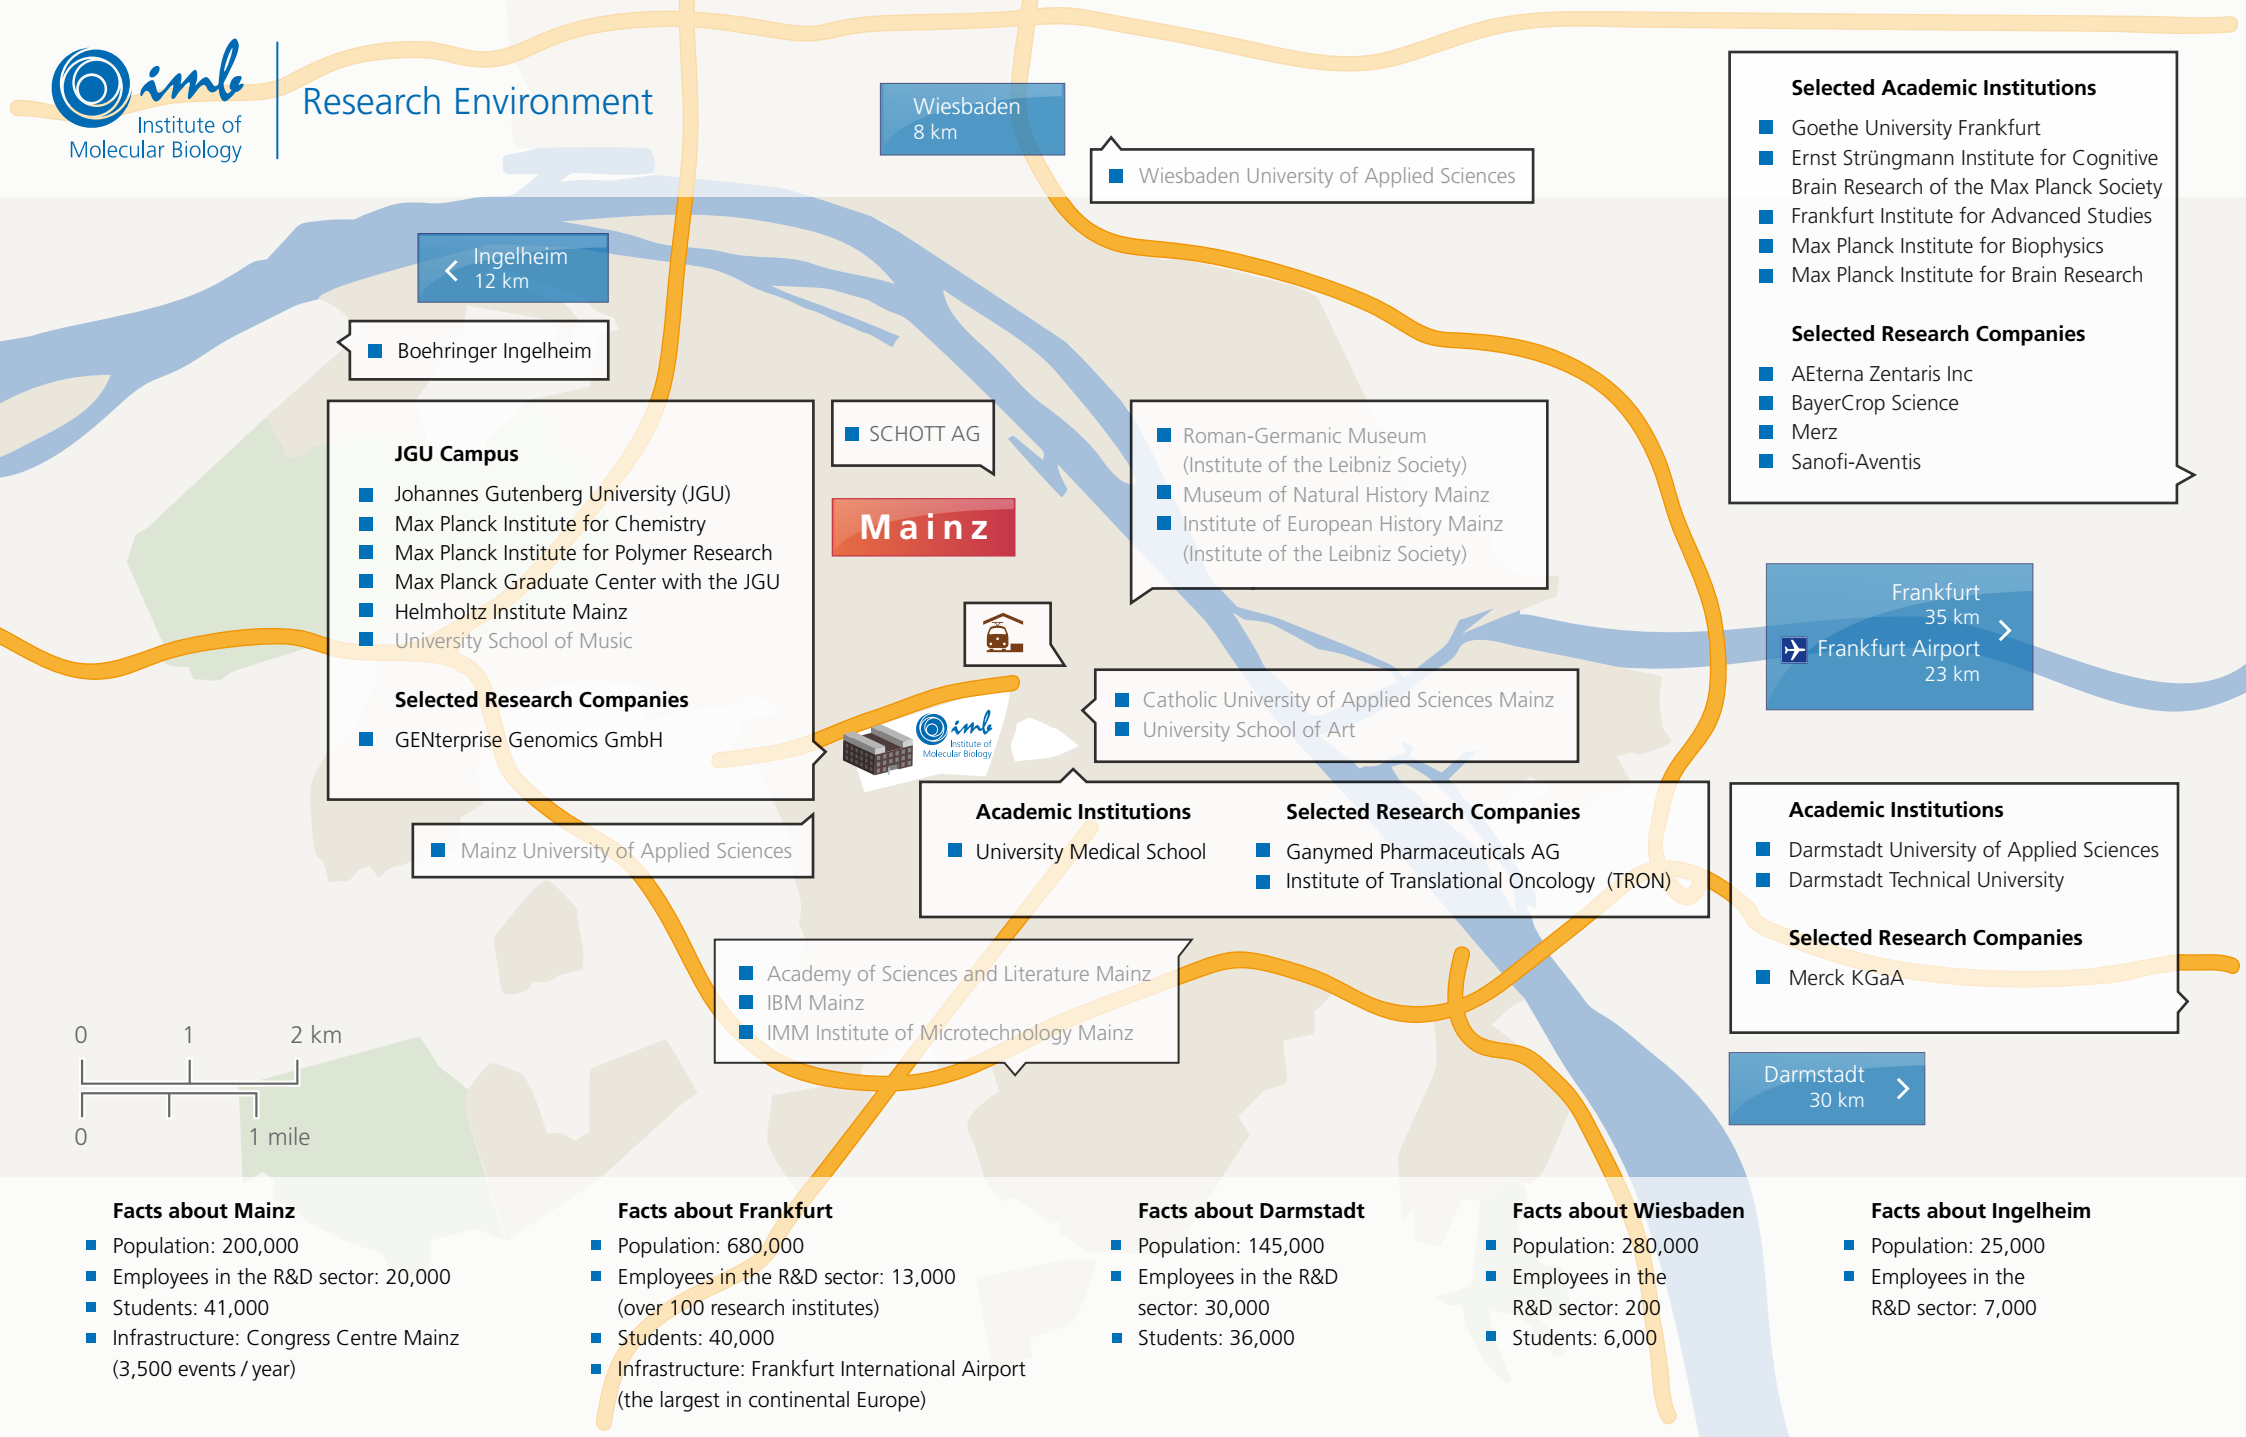 imb
Institute of
Molecular Biology
Research Environment
Wiesbaden
8 km
Wiesbaden University of Applied Sciences
Selected Academic Institutions
Goethe University Frankfurt
Ernst Strüngmann Institute for Cognitive
Brain Research of the Max Planck Society
Frankfurt Institute for Advanced Studies
Max Planck Institute for Biophysics
Max Planck Institute for Brain Research
Selected Research Companies
AEterna Zentaris Inc
BayerCrop Science
Merz
Sanofi-Aventis
Ingelheim
12 km
Boehringer Ingelheim
JGU Campus
Johannes Gutenberg University (JGU)
Max Planck Institute for Chemistry
Max Planck Institute for Polymer Research
Max Planck Graduate Center with the JGU
Helmholtz Institute Mainz
University School of Music
Selected Research Companies
GENterprise Genomics GmbH
SCHOTT AG
Mainz
Roman-Germanic Museum
(Institute of the Leibniz Society)
Museum of Natural History Mainz
Institute of European History Mainz
(Institute of the Leibniz Society)
Frankfurt
35 km
Frankfurt Airport
23 km
imb
Institute of
Molecular Biology
Catholic University of Applied Sciences Mainz
University School of Art
Mainz University of Applied Sciences
Academic Institutions
University Medical School
Selected Research Companies
Ganymed Pharmaceuticals AG
Institute of Translational Oncology (TRON)
Academic Institutions
Darmstadt University of Applied Sciences
Darmstadt Technical University
Selected Research Companies
Merck KGaA
Academy of Sciences and Literature Mainz
IBM Mainz
IMM Institute of Microtechnology Mainz
Darmstadt
30 km
0 1 2 km
0 1 mile
Facts about Mainz
Population: 200,000
Employees in the R&D sector: 20,000
Students: 41,000
Infrastructure: Congress Centre Mainz
(3,500 events / year)
Facts about Frankfurt
Population: 680,000
Employees in the R&D sector: 13,000
(over 100 research institutes)
Students: 40,000
Infrastructure: Frankfurt International Airport
(the largest in continental Europe)
Facts about Darmstadt
Population: 145,000
Employees in the R&D
sector: 30,000
Students: 36,000
Facts about Wiesbaden
Population: 280,000
Employees in the
R&D sector: 200
Students: 6,000
Facts about Ingelheim
Population: 25,000
Employees in the
R&D sector: 7,000